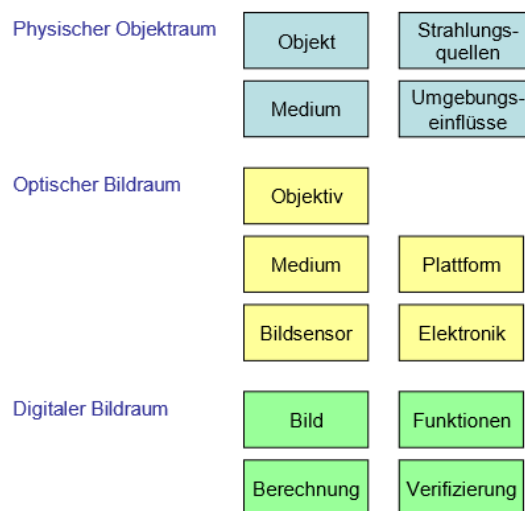 Physischer Objektraum
Objekt
Strahlungs-
quellen
Medium
Umgebungs-
einflüsse
Optischer Bildraum
Objektiv
Medium
Plattform
Bildsensor
Elektronik
Digitaler Bildraum
Bild
Funktionen
Berechnung
Verifizierung